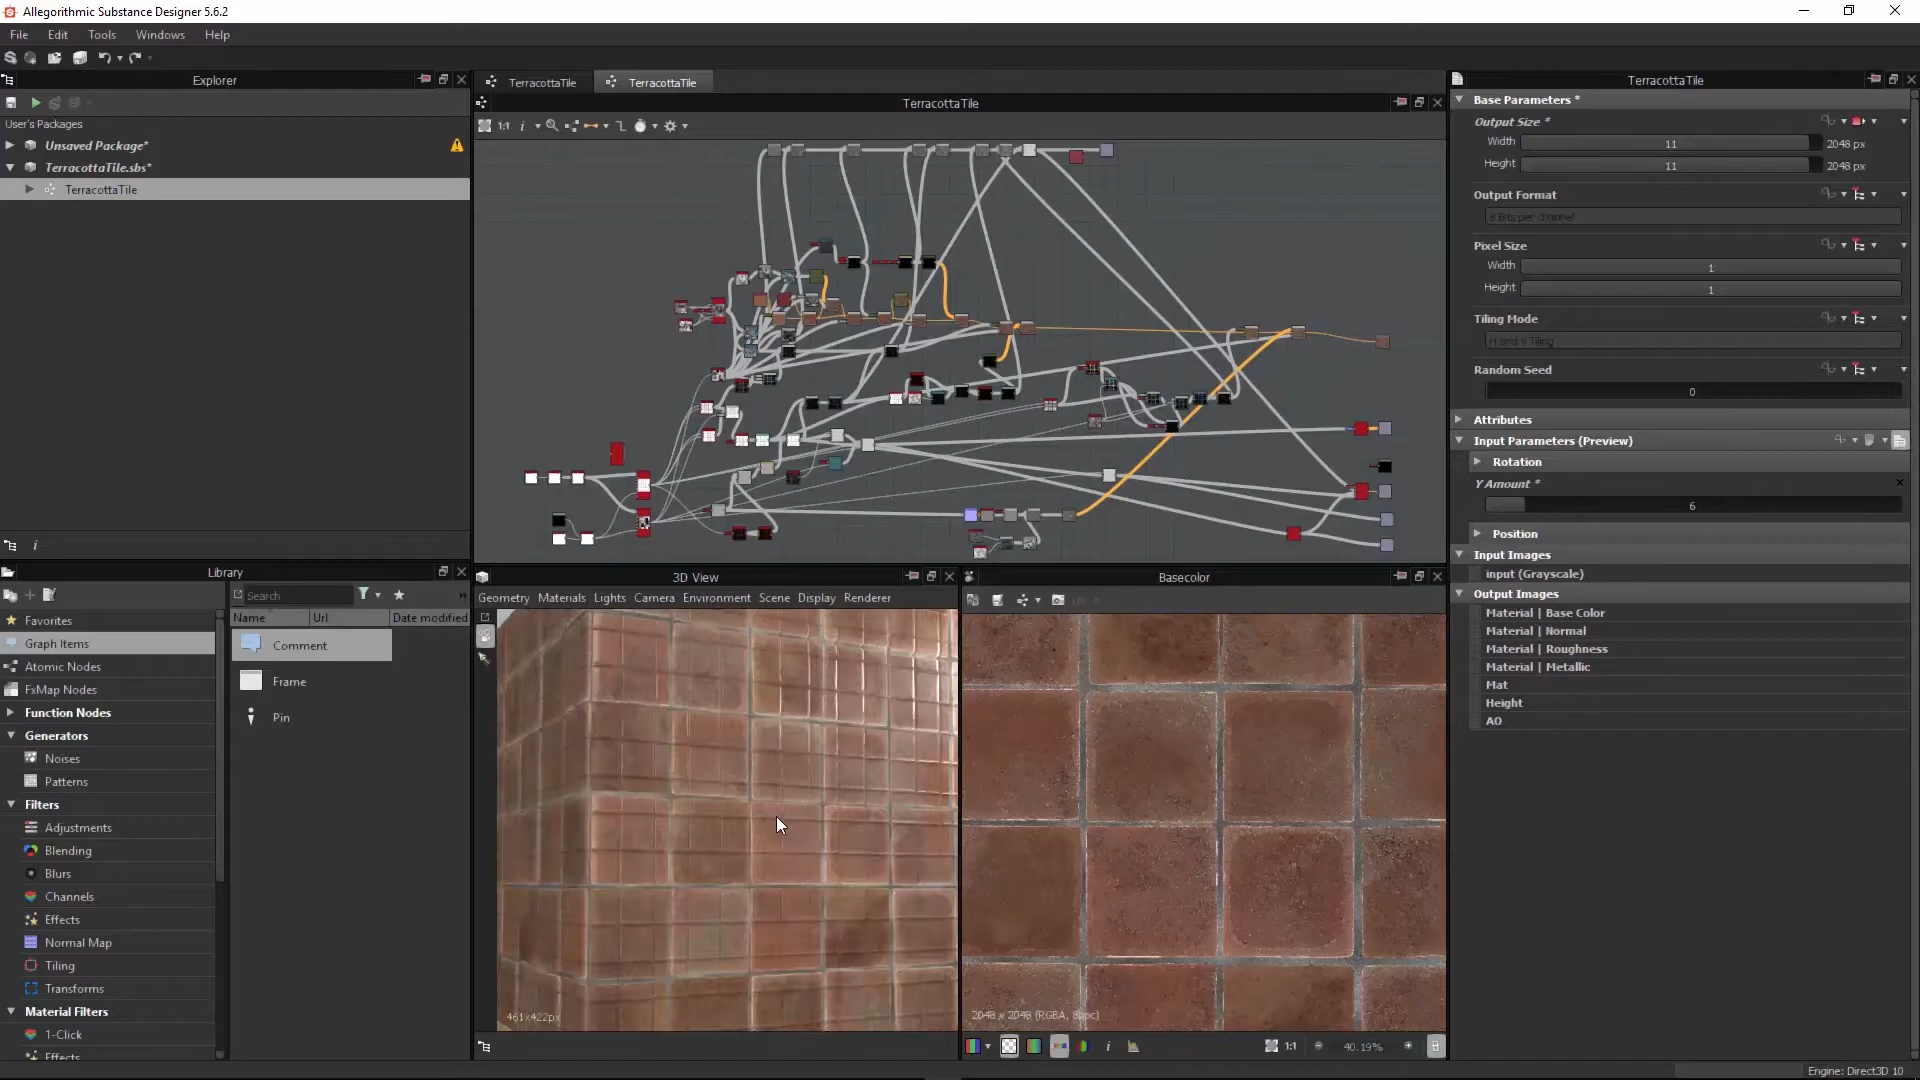 Allegorithmic Substance Designer 5.6.2
File Edit Tools Windows Help
Explorer
User's Packages
Unsaved Package*
TerracottaTile.sbs*
TerracottaTile
TerracottaTile TerracottaTile
TerracottaTile
1:1 i
Library
Search
Name Url Date modified
Favorites
Graph Items
Atomic Nodes
FxMap Nodes
Function Nodes
Generators
Noises
Patterns
Filters
Adjustments
Blending
Blurs
Channels
Effects
Normal Map
Tiling
Transforms
Material Filters
1-Click
Effects
Comment
Frame
Pin
3D View
Geometry Materials Lights Camera Environment Scene Display Renderer
461x422px
Basecolor
UV
2048 x 2048 (RGBA, 8bpc)
i 1:1 40.19%
TerracottaTile
Base Parameters *
Output Size *
Width 11 2048 px
Height 11 2048 px
Output Format
8 Bits per channel
Pixel Size
Width 1
Height 1
Tiling Mode
H and V Tiling
Random Seed
0
Attributes
Input Parameters (Preview)
Rotation
Y Amount *
6
Position
Input Images
input (Grayscale)
Output Images
Material | Base Color
Material | Normal
Material | Roughness
Material | Metallic
Mat
Height
AO
Engine: Direct3D 10